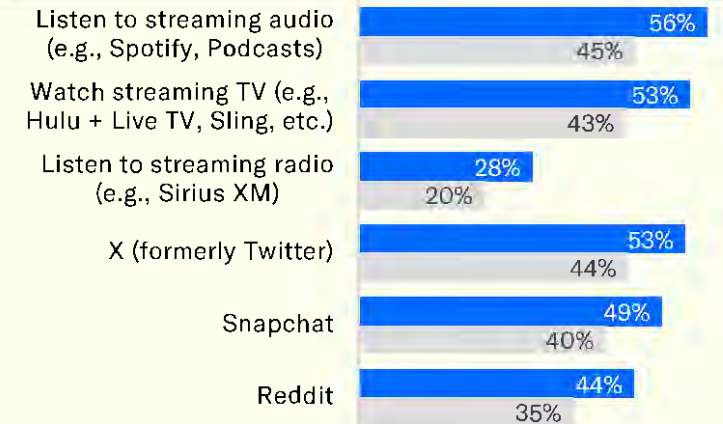 Listen to streaming audio
(e.g., Spotify, Podcasts)
56%
45%
Watch streaming TV (e.g.,
Hulu + Live TV, Sling, etc.)
53%
43%
Listen to streaming radio
(e.g., Sirius XM)
28%
20%
X (formerly Twitter)
53%
44%
Snapchat
49%
40%
Reddit
44%
35%